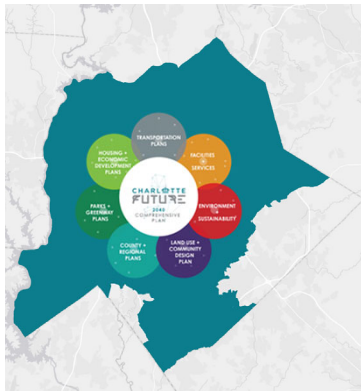 TRANSPORTATION
PLANS
HOUSING +
ECONOMIC
DEVELOPMENT
PLANS
FACILITIES
+
SERVICES
CHARLOTTE
FUTURE
2040
COMPREHENSIVE
PLAN
PARKS +
GREENWAY
PLANS
ENVIRONMENT
+
SUSTAINABILITY
COUNTY +
REGIONAL
PLANS
LAND USE +
COMMUNITY
DESIGN
PLAN